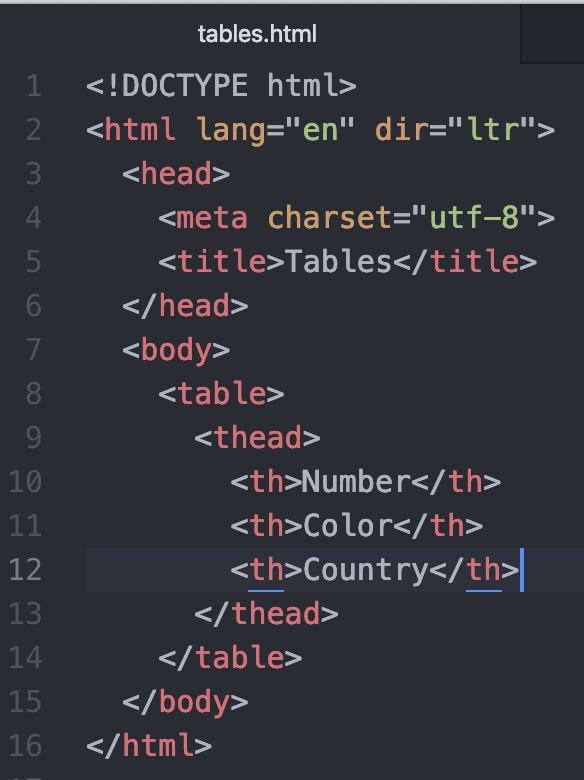 tables.html
1 <!DOCTYPE html>
2 <html lang="en" dir="ltr">
3 <head>
4 <meta charset="utf-8">
5 <title>Tables</title>
6 </head>
7 <body>
8 <table>
9 <thead>
10 <th>Number</th>
11 <th>Color</th>
12 <th>Country</th>
13 </thead>
14 </table>
15 </body>
16 </html>